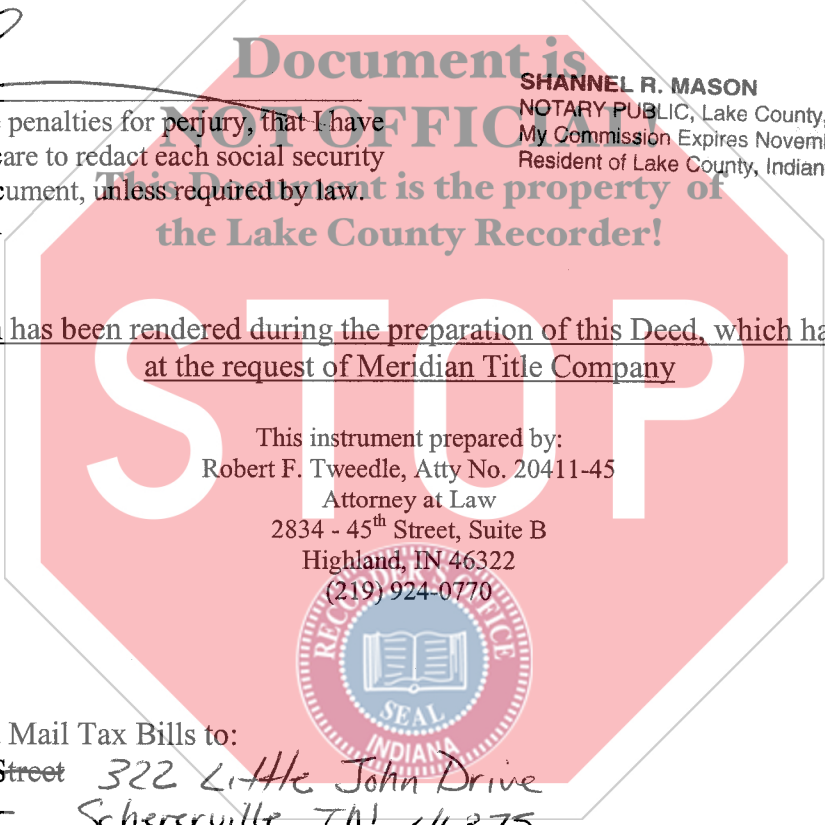 Document is
NOT OFFICIAL
This Document is the property of
the Lake County Recorder!
SHANNEL R. MASON
NOTARY PUBLIC, Lake County,
My Commission Expires Novemb
Resident of Lake County, Indian
penalties for perjury, that I have
care to redact each social security
cument, unless required by law.
STOP
has been rendered during the preparation of this Deed, which ha
at the request of Meridian Title Company
This instrument prepared by:
Robert F. Tweedle, Atty No. 20411-45
Attorney at Law
2834 - 45th Street, Suite B
Highland, IN 46322
(219) 924-0770
RECORDER'S OFFICE
SEAL
INDIANA
Mail Tax Bills to:
Street 322 Little John Drive
Schererville IN 46375